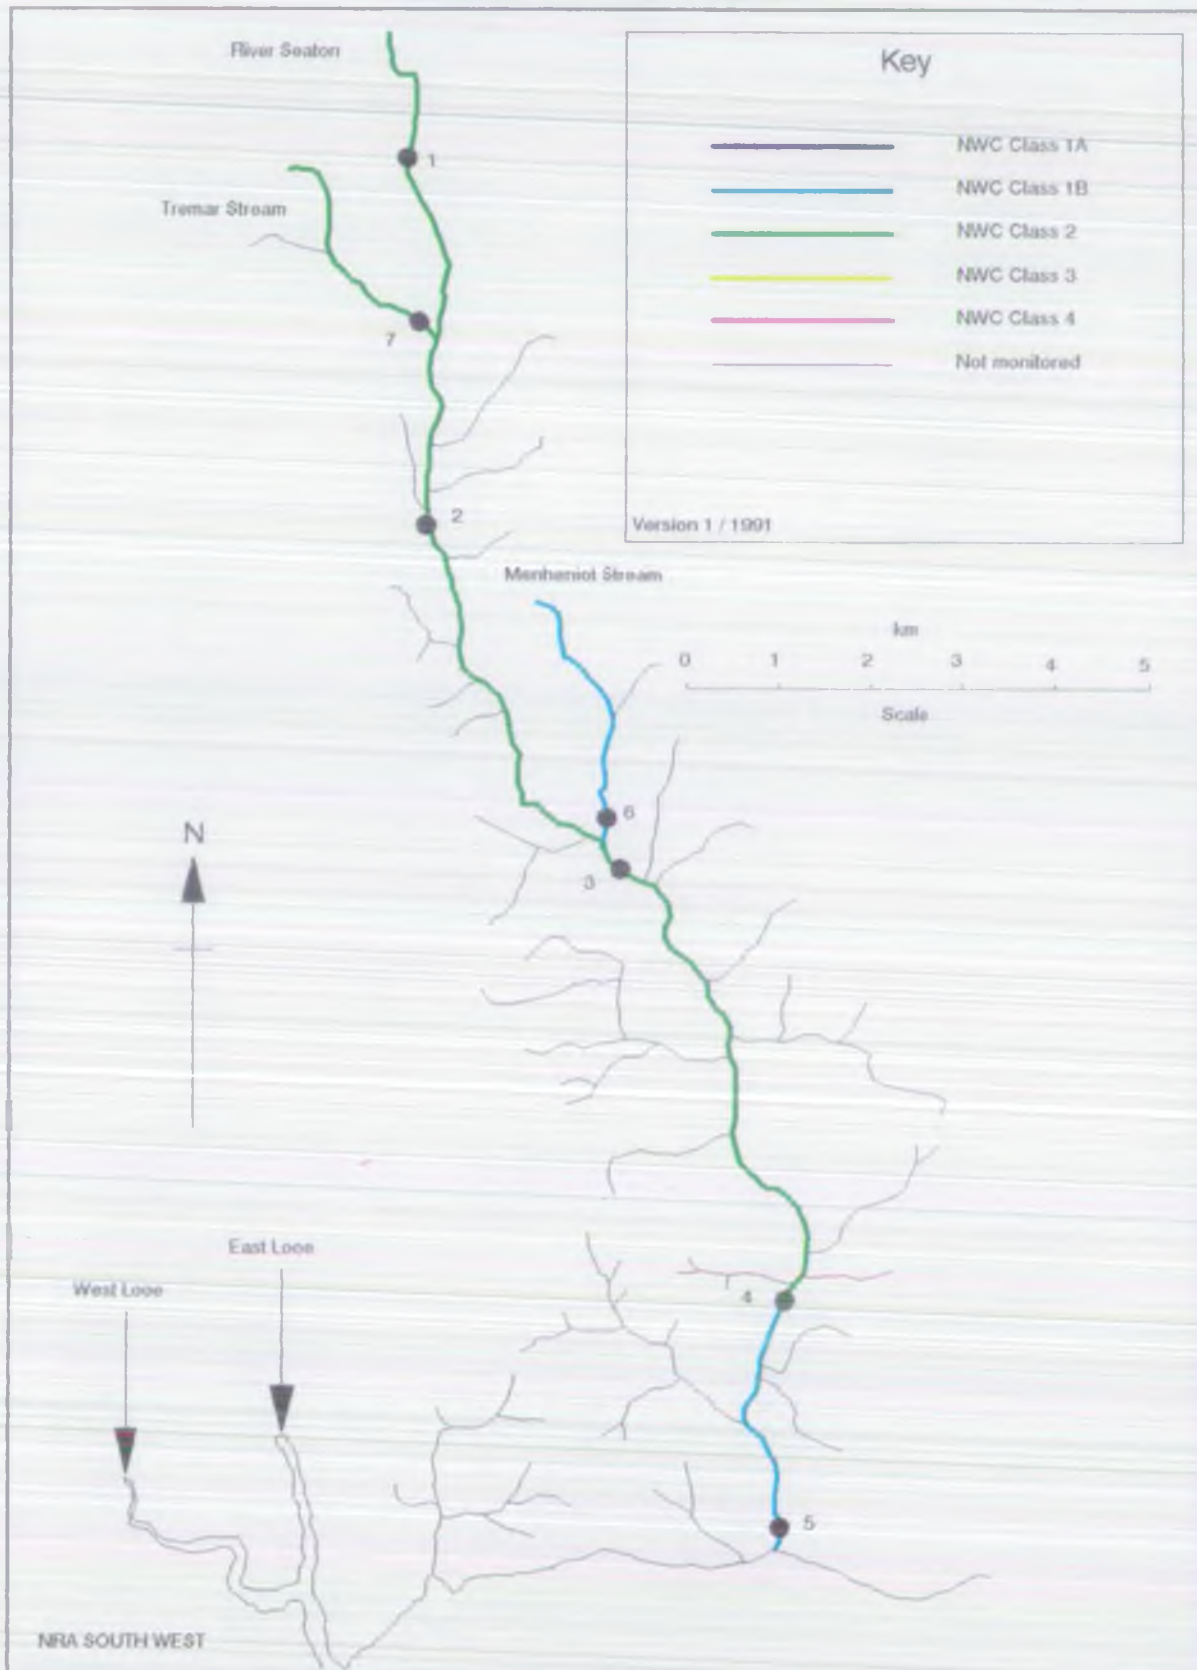 River Seaton
Key
NWC Class 1A
1
NWC Class 1B
Tremar Stream
NWC Class 2
NWC Class 3
NWC Class 4
7
Not monitored
2
Version 1 / 1991
Menheniot Stream
km
0 1 2 3 4 5
Scale
6
N
3
East Looe
West Looe
4
5
NRA SOUTH WEST